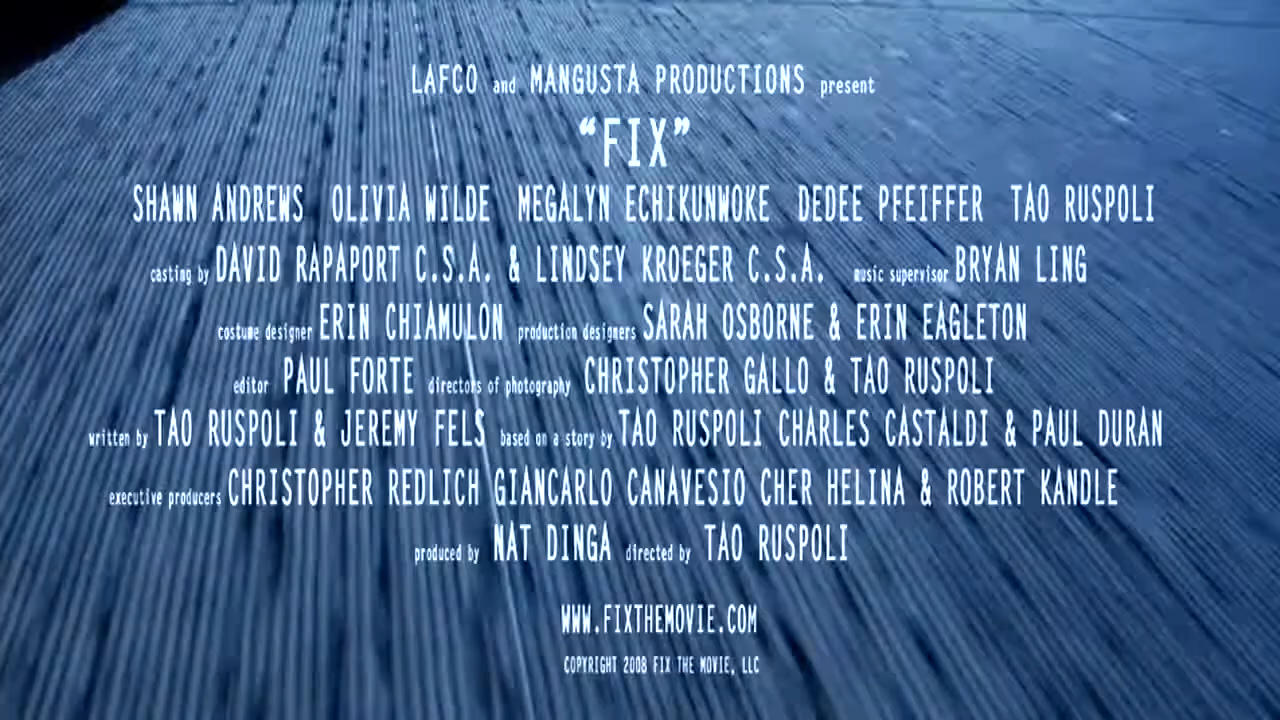 LAFCO and MANGUSTA PRODUCTIONS present
“FIX”
SHAWN ANDREWS OLIVIA WILDE MEGALYN ECHIKUNWOKE DEDEE PFEIFFER TAO RUSPOLI
casting by DAVID RAPAPORT C.S.A. & LINDSEY KROEGER C.S.A. music supervisor BRYAN LING
costume designer ERIN CHIAMULON production designers SARAH OSBORNE & ERIN EAGLETON
editor PAUL FORTE directors of photography CHRISTOPHER GALLO & TAO RUSPOLI
written by TAO RUSPOLI & JEREMY FELS based on a story by TAO RUSPOLI CHARLES CASTALDI & PAUL DURAN
executive producers CHRISTOPHER REDLICH GIANCARLO CANAVESIO CHER HELINA & ROBERT KANDLE
produced by NAT DINGA directed by TAO RUSPOLI
WWW.FIXTHEMOVIE.COM
COPYRIGHT 2008 FIX THE MOVIE, LLC